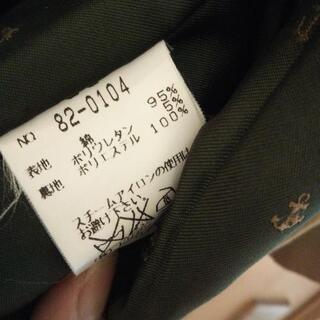 NO 82-0104
表地 綿 95%
ポリウレタン 5%
裏地 ポリエステル 100%
スチームアイロンの使用は
お避け下さい。